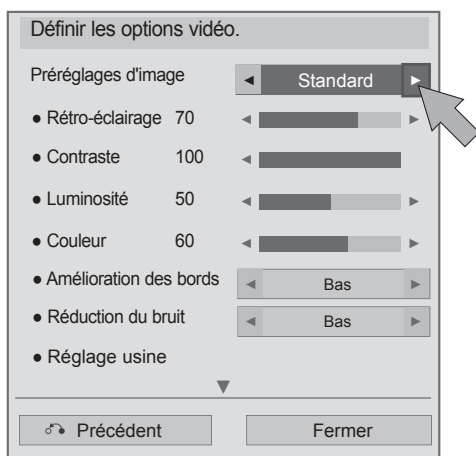 Définir les options vidéo.
Préréglages d'image ◄ Standard ►
● Rétro-éclairage 70
● Contraste 100
● Luminosité 50
● Couleur 60
● Amélioration des bords ◄ Bas ►
● Réduction du bruit ◄ Bas ►
● Réglage usine
▼
Précédent Fermer